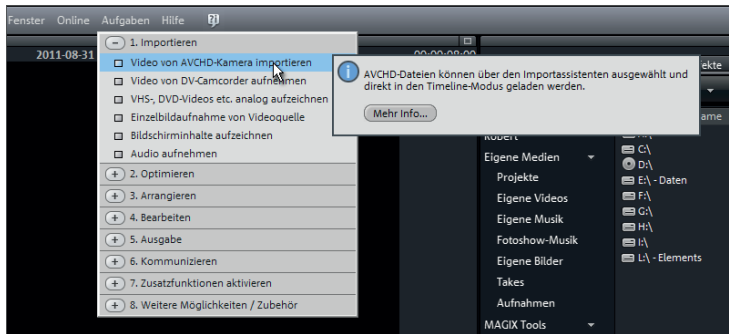 Fenster Online Aufgaben Hilfe
2011-08-31
00:00:08:00
1. Importieren
Video von AVCHD-Kamera importieren
Video von DV-Camcorder aufnehmen
VHS-, DVD-Videos etc. analog aufzeichnen
Einzelbildaufnahme von Videoquelle
Bildschirminhalte aufzeichnen
Audio aufnehmen
2. Optimieren
3. Arrangieren
4. Bearbeiten
5. Ausgabe
6. Kommunizieren
7. Zusatzfunktionen aktivieren
8. Weitere Möglichkeiten / Zubehör
AVCHD-Dateien können über den Importassistenten ausgewählt und
direkt in den Timeline-Modus geladen werden.
Mehr Info...
ekte
ame
Robert
Eigene Medien
Projekte
Eigene Videos
Eigene Musik
Fotoshow-Musik
Eigene Bilder
Takes
Aufnahmen
MAGIX Tools
C:\
D:\
E:\ - Daten
F:\
G:\
H:\
I:\
L:\ - Elements